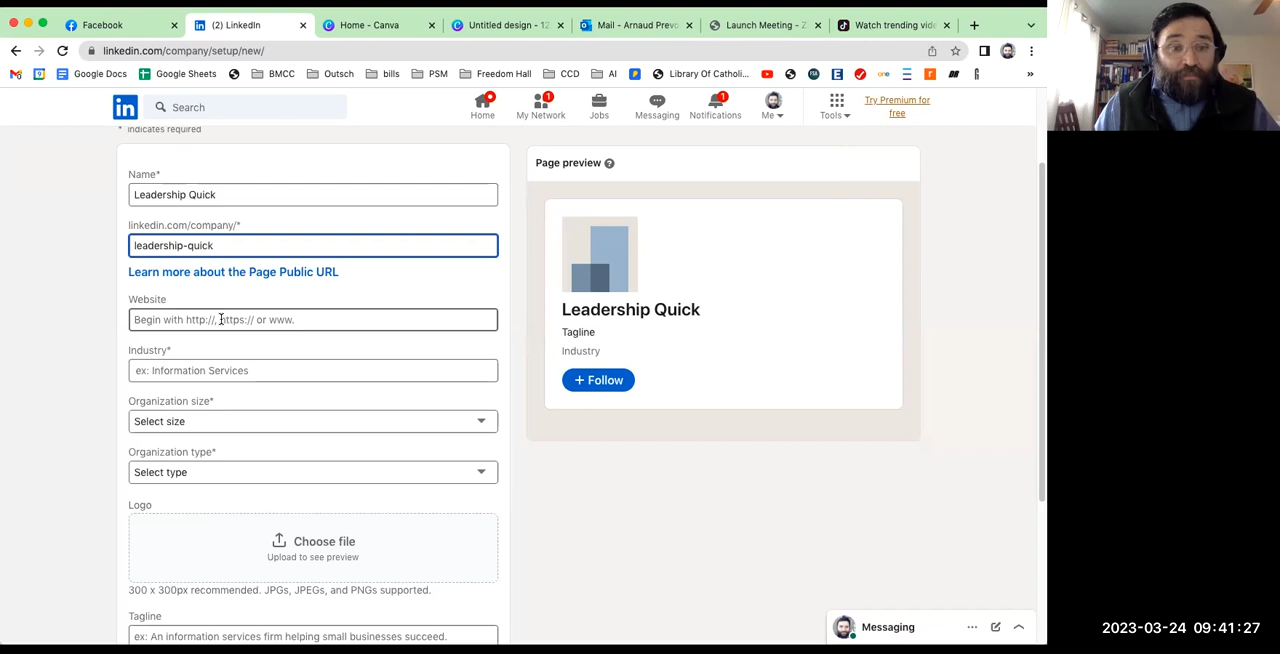 Facebook
(2) LinkedIn
Home - Canva
Untitled design - 12
Mail - Arnaud Prevo
Launch Meeting - Z
Watch trending vide
linkedin.com/company/setup/new/
Google Docs
Google Sheets
BMCC
Outsch
bills
PSM
Freedom Hall
CCD
AI
Library Of Catholi...
one
»
in
Search
Home
My Network
1
Jobs
Messaging
Notifications
1
Me
Tools
Try Premium for
free
* indicates required
Name*
Leadership Quick
linkedin.com/company/*
leadership-quick
Learn more about the Page Public URL
Website
Begin with http://, https:// or www.
Industry*
ex: Information Services
Organization size*
Select size
Organization type*
Select type
Logo
Choose file
Upload to see preview
300 x 300px recommended. JPGs, JPEGs, and PNGs supported.
Tagline
ex: An information services firm helping small businesses succeed.
Page preview
Leadership Quick
Tagline
Industry
+ Follow
Messaging
2023-03-24 09:41:27